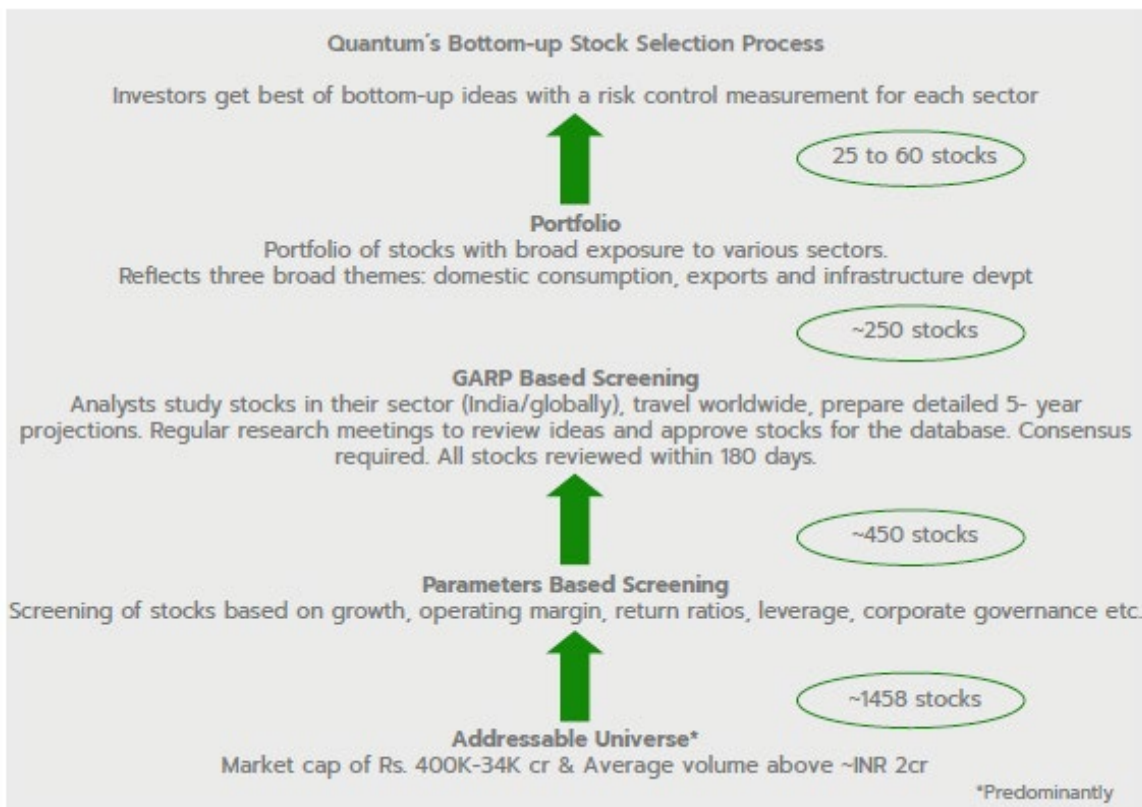 Quantum's Bottom-up Stock Selection Process
Investors get best of bottom-up ideas with a risk control measurement for each sector
25 to 60 stocks
Portfolio
Portfolio of stocks with broad exposure to various sectors.
Reflects three broad themes: domestic consumption, exports and infrastructure devpt
~250 stocks
GARP Based Screening
Analysts study stocks in their sector (India/globally), travel worldwide, prepare detailed 5- year
projections. Regular research meetings to review ideas and approve stocks for the database. Consensus
required. All stocks reviewed within 180 days.
~450 stocks
Parameters Based Screening
Screening of stocks based on growth, operating margin, return ratios, leverage, corporate governance etc.
~1458 stocks
Addressable Universe*
Market cap of Rs. 400K-34K cr & Average volume above ~INR 2cr
*Predominantly